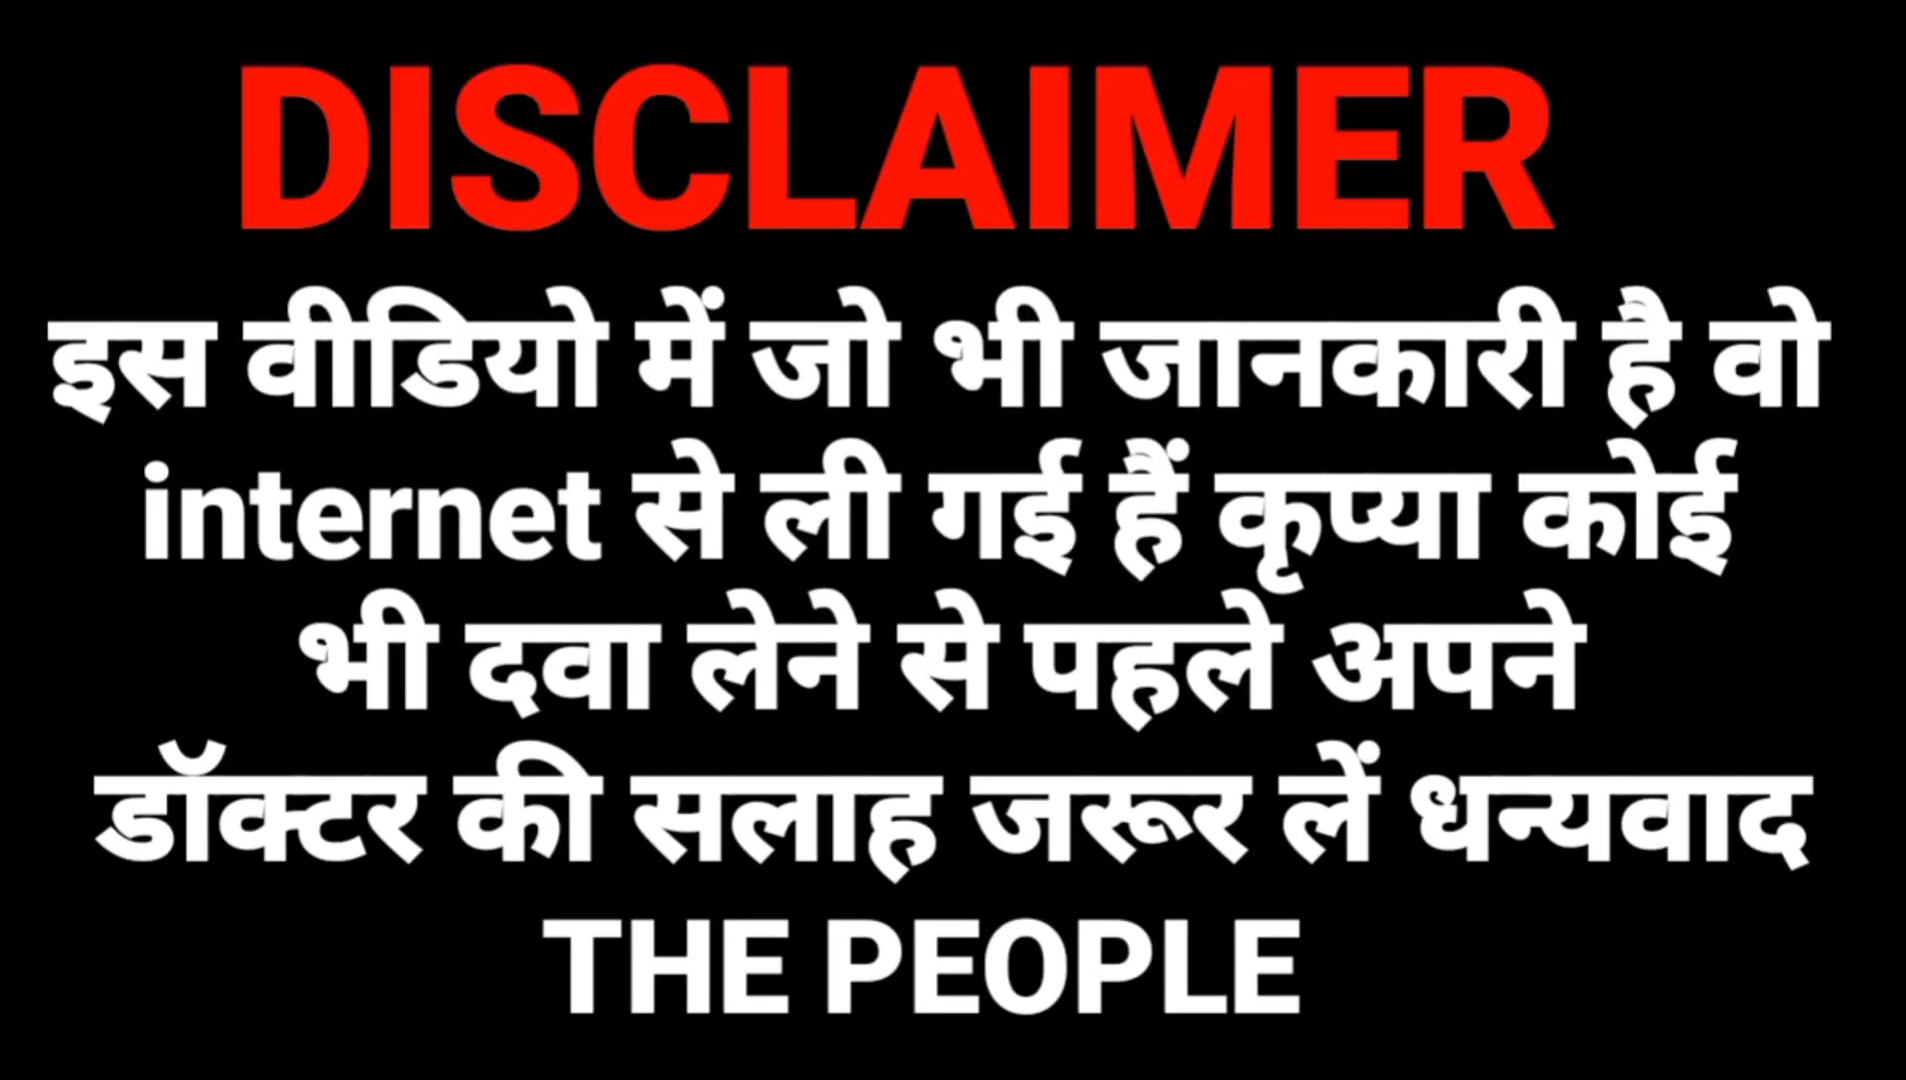 DISCLAIMER
इस वीडियो में जो भी जानकारी है वो
internet से ली गई हैं कृप्या कोई
भी दवा लेने से पहले अपने
डॉक्टर की सलाह जरूर लें धन्यवाद
THE PEOPLE